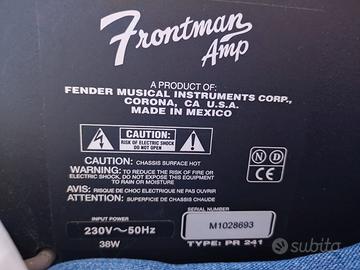 Frontman
Amp
A PRODUCT OF:
FENDER MUSICAL INSTRUMENTS CORP.,
CORONA, CA U.S.A.
MADE IN MEXICO
CAUTION:
RISK OF ELECTRIC SHOCK
DO NOT OPEN
N D
C E
CAUTION: CHASSIS SURFACE HOT
WARNING: TO REDUCE THE RISK OF FIRE OR
ELECTRIC SHOCK, DO NOT EXPOSE EQUIPMENT
TO RAIN OR MOISTURE
AVIS: RISQUE DE CHOC ELECTRIQUE N'PAS OUVRIR
ATTENTION: SUPERFICIE DE CHASSIS CHAUDE
INPUT POWER
230V~50Hz
38W
SERIAL NUMBER
M1028693
TYPE: PR 241
subito.it